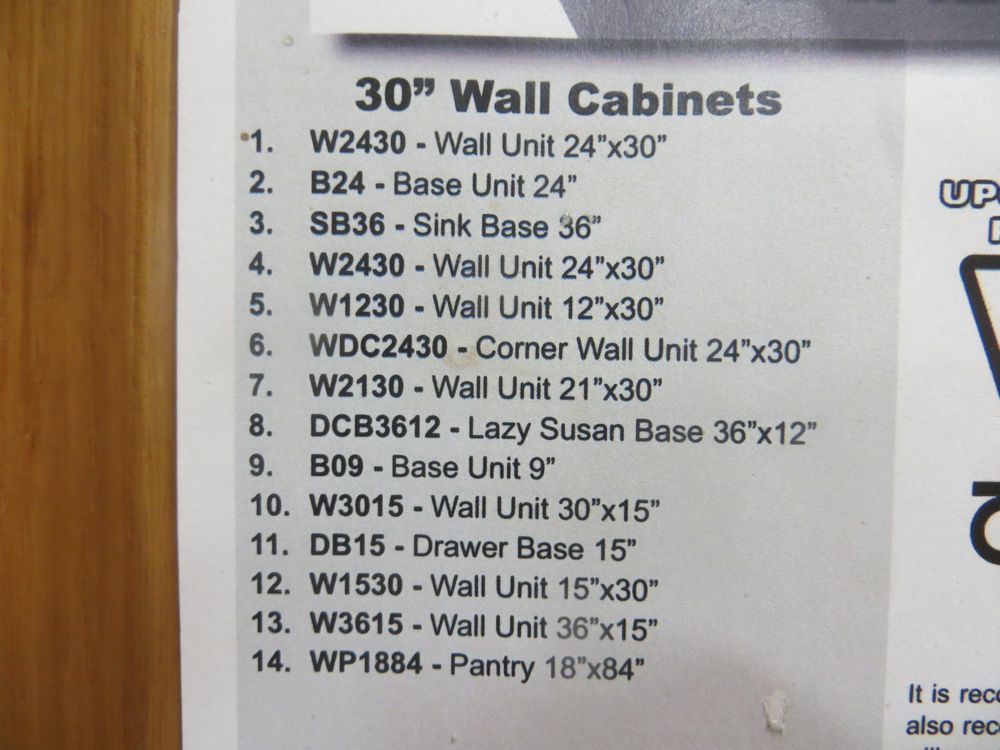 30” Wall Cabinets
1. W2430 - Wall Unit 24”x30”
2. B24 - Base Unit 24”
3. SB36 - Sink Base 36”
4. W2430 - Wall Unit 24”x30”
5. W1230 - Wall Unit 12”x30”
6. WDC2430 - Corner Wall Unit 24”x30”
7. W2130 - Wall Unit 21”x30”
8. DCB3612 - Lazy Susan Base 36”x12”
9. B09 - Base Unit 9”
10. W3015 - Wall Unit 30”x15”
11. DB15 - Drawer Base 15”
12. W1530 - Wall Unit 15”x30”
13. W3615 - Wall Unit 36”x15”
14. WP1884 - Pantry 18”x84”
It is
also